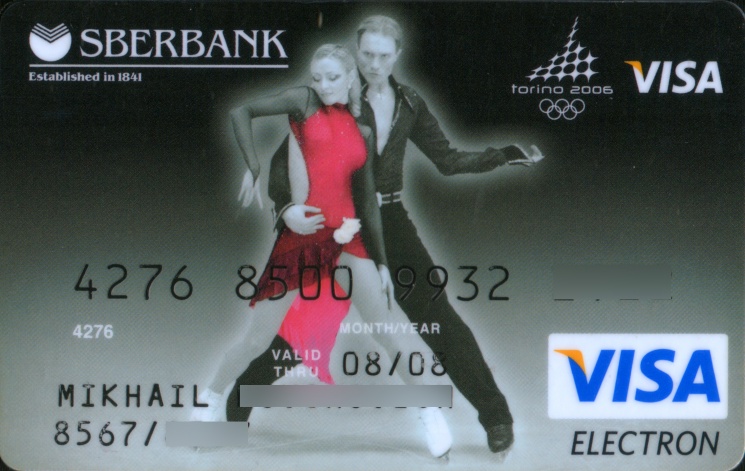 SBERBANK
Established in 1841
torino 2006
VISA
4276 8500 9932
4276
MONTH/YEAR
VALID THRU 08/08
MIKHAIL
8567/
VISA
ELECTRON